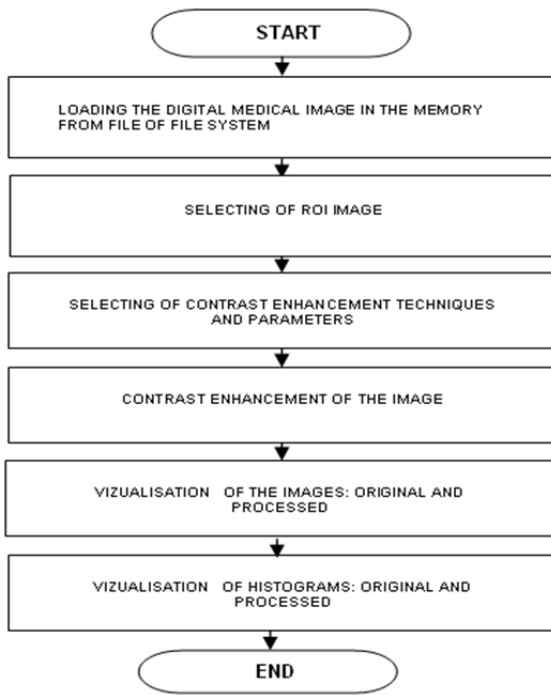 START
LOADING THE DIGITAL MEDICAL IMAGE IN THE MEMORY
FROM FILE OF FILE SYSTEM
SELECTING OF ROI IMAGE
SELECTING OF CONTRAST ENHANCEMENT TECHNIQUES
AND PARAMETERS
CONTRAST ENHANCEMENT OF THE IMAGE
VIZUALISATION OF THE IMAGES: ORIGINAL AND
PROCESSED
VIZUALISATION OF HISTOGRAMS: ORIGINAL AND
PROCESSED
END